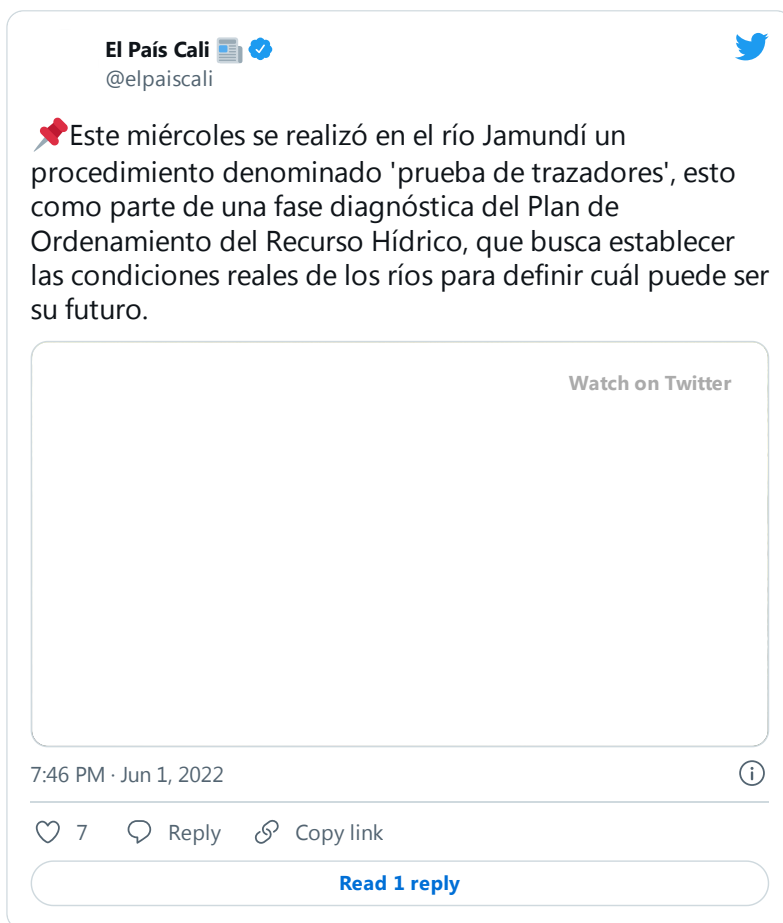 El País Cali
@elpaiscali
Este miércoles se realizó en el río Jamundí un
procedimiento denominado 'prueba de trazadores', esto
como parte de una fase diagnóstica del Plan de
Ordenamiento del Recurso Hídrico, que busca establecer
las condiciones reales de los ríos para definir cuál puede ser
su futuro.
Watch on Twitter
7:46 PM · Jun 1, 2022
7 Reply Copy link
Read 1 reply